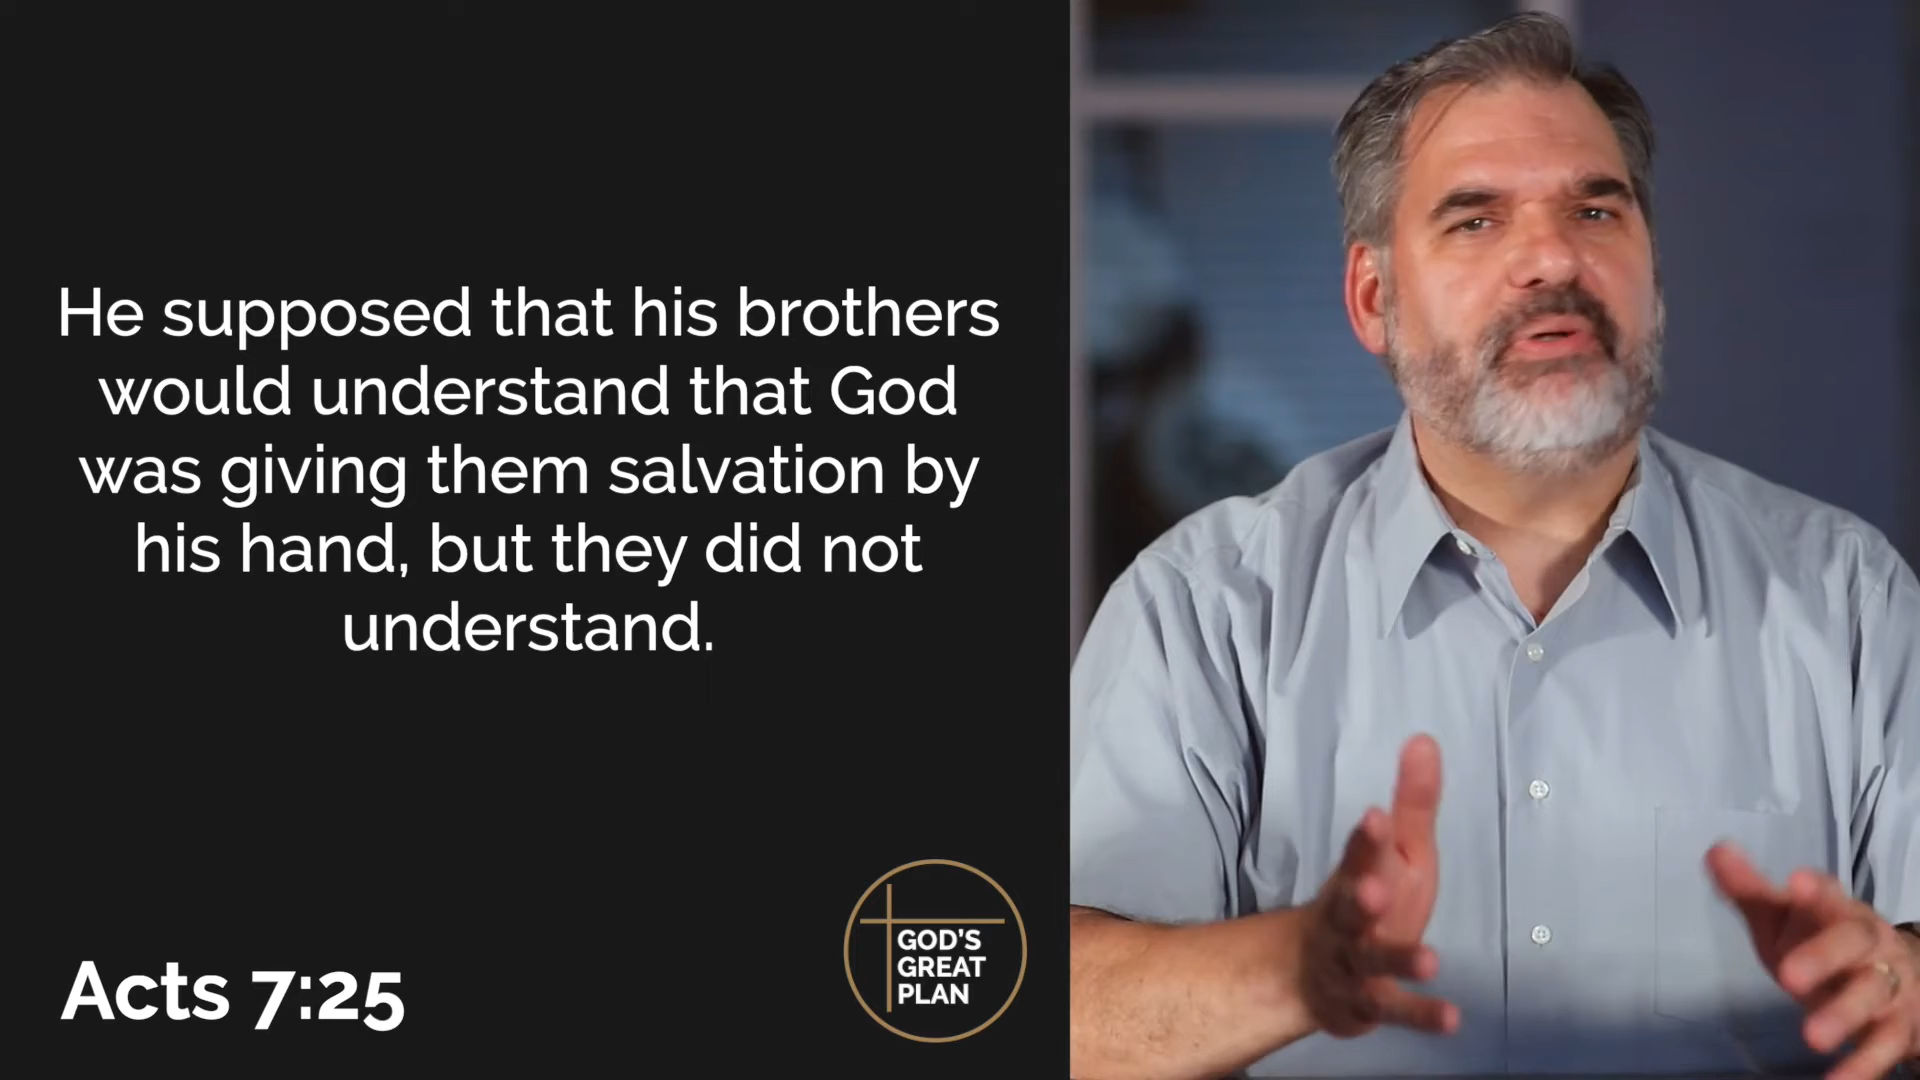 He supposed that his brothers
would understand that God
was giving them salvation by
his hand, but they did not
understand.
Acts 7:25
GOD'S
GREAT
PLAN